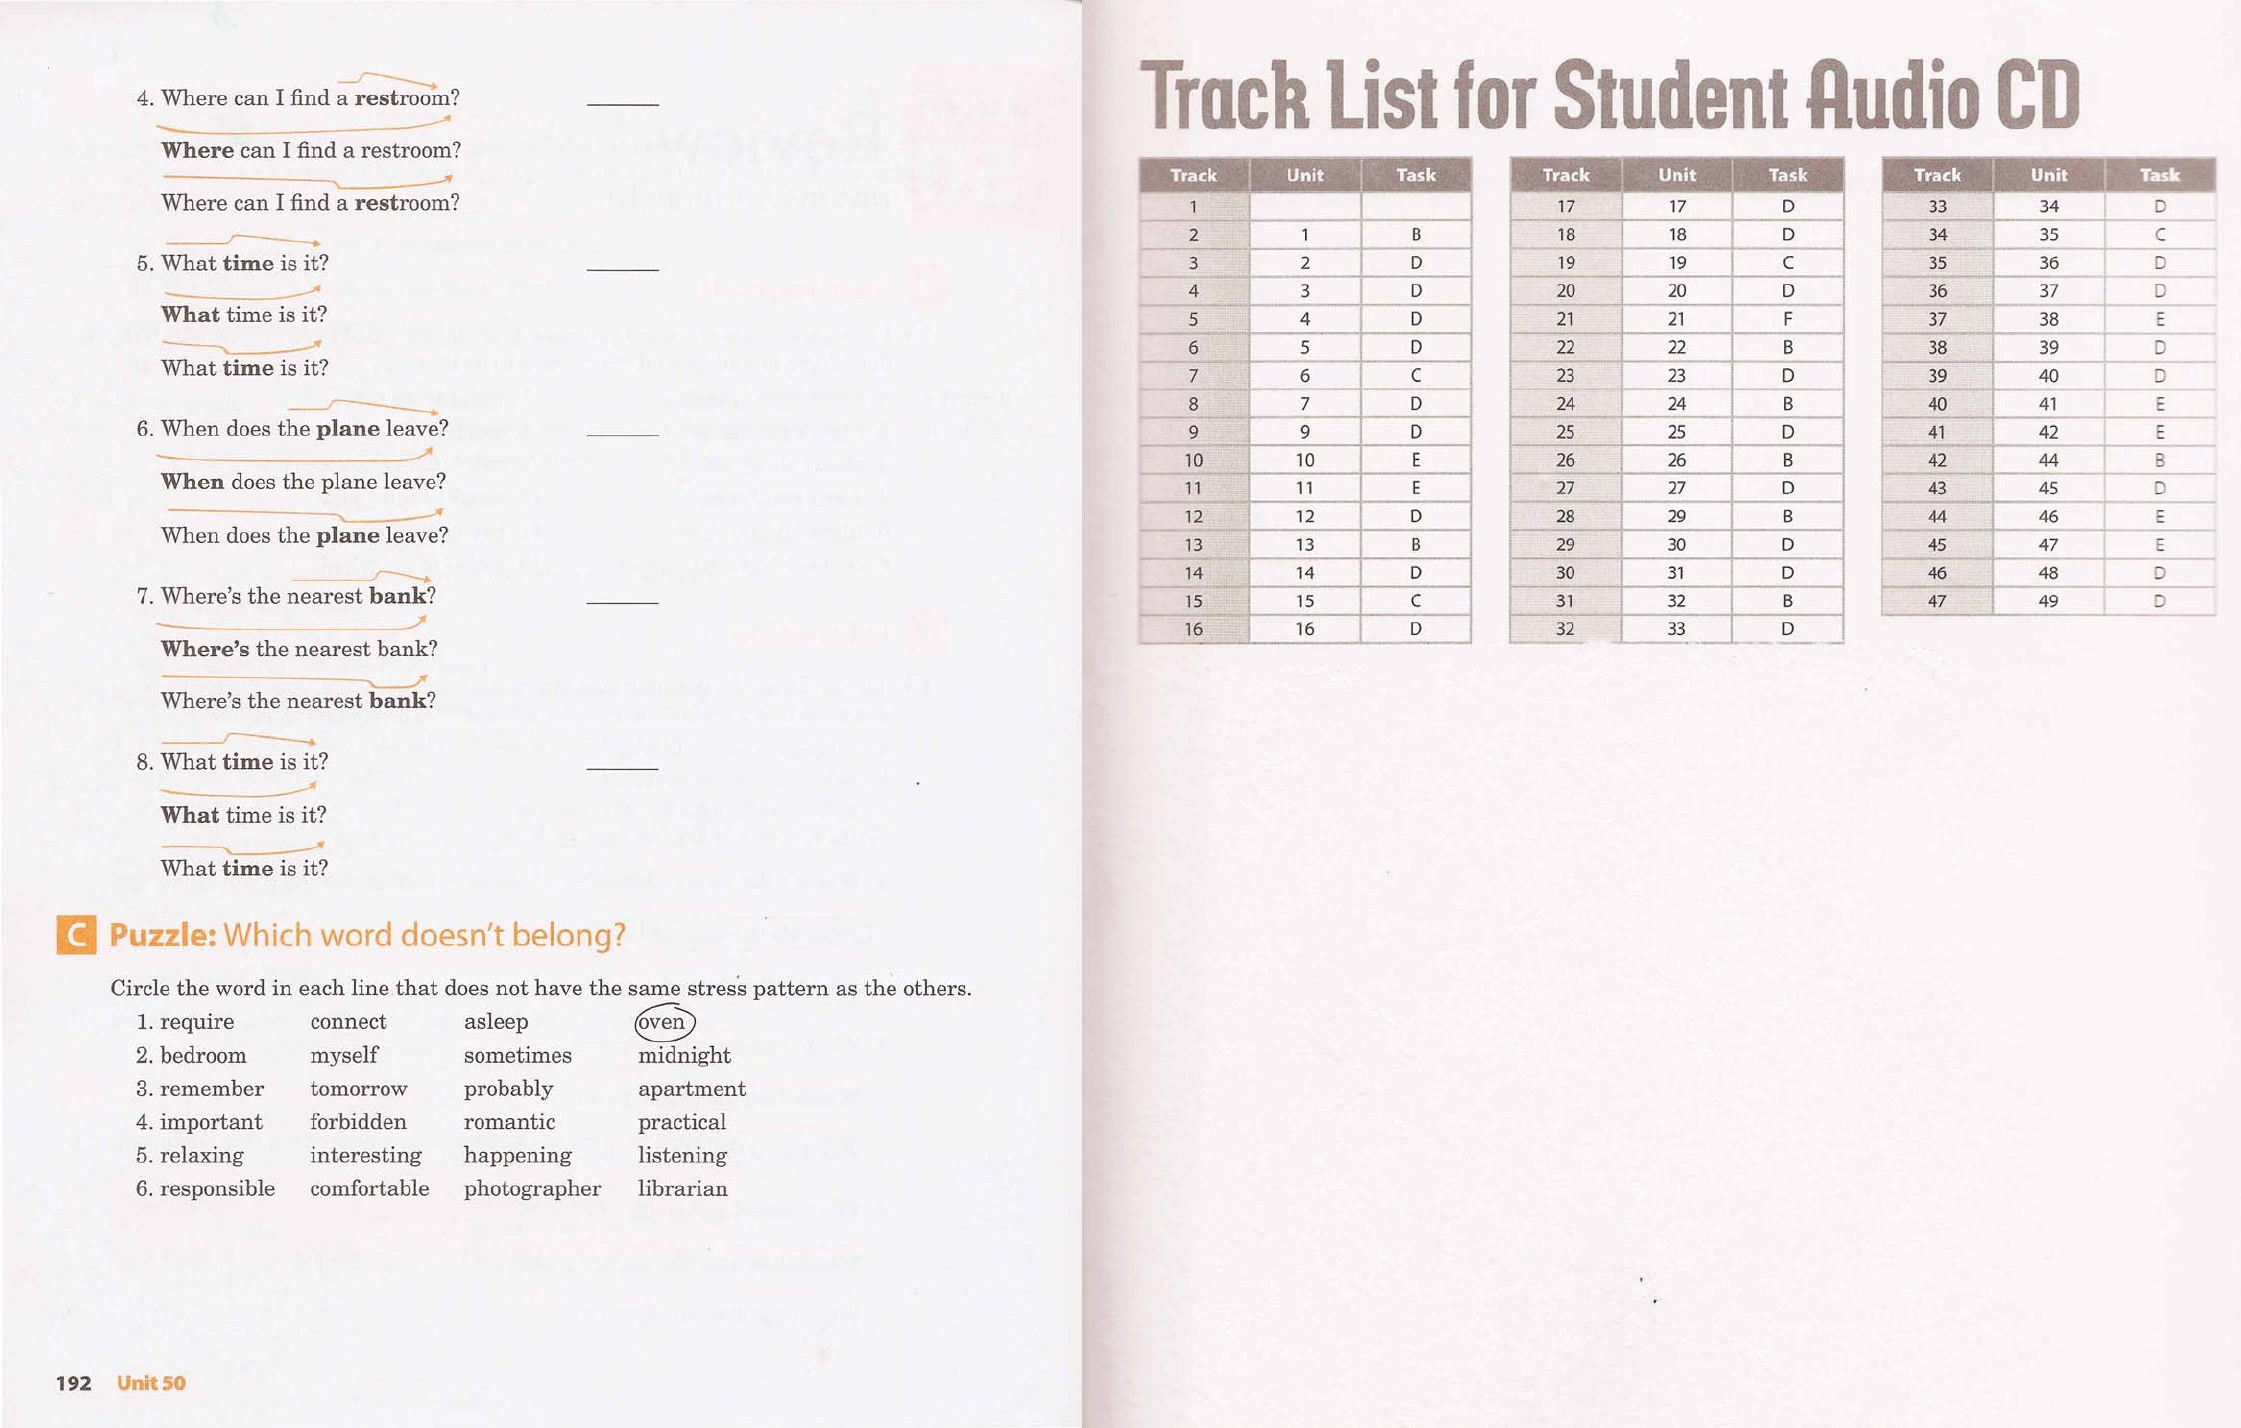 4. Where can I find a restroom? ______
Where can I find a restroom?
Where can I find a restroom?
5. What time is it? ______
What time is it?
What time is it?
6. When does the plane leave? ______
When does the plane leave?
When does the plane leave?
7. Where's the nearest bank? ______
Where's the nearest bank?
Where's the nearest bank?
8. What time is it? ______
What time is it?
What time is it?
C Puzzle: Which word doesn't belong?
Circle the word in each line that does not have the same stress pattern as the others.
1. require connect asleep oven
2. bedroom myself sometimes midnight
3. remember tomorrow probably apartment
4. important forbidden romantic practical
5. relaxing interesting happening listening
6. responsible comfortable photographer librarian
192 Unit 50
Track List for Student Audio CD
Track Unit Task
1
2 1 B
3 2 D
4 3 D
5 4 D
6 5 D
7 6 C
8 7 D
9 9 D
10 10 E
11 11 E
12 12 D
13 13 B
14 14 D
15 15 C
16 16 D
Track Unit Task
17 17 D
18 18 D
19 19 C
20 20 D
21 21 F
22 22 B
23 23 D
24 24 B
25 25 D
26 26 B
27 27 D
28 29 B
29 30 D
30 31 D
31 32 B
32 33 D
Track Unit Task
33 34 D
34 35 C
35 36 D
36 37 D
37 38 E
38 39 D
39 40 D
40 41 E
41 42 E
42 44 B
43 45 D
44 46 E
45 47 E
46 48 D
47 49 D